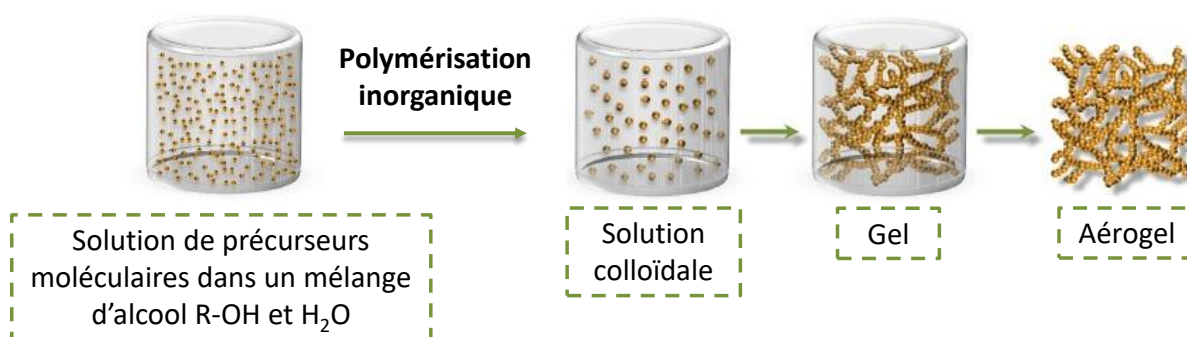 Polymérisation
inorganique
Solution de précurseurs
moléculaires dans un mélange
d'alcool R-OH et H₂O
Solution
colloïdale
Gel
Aérogel